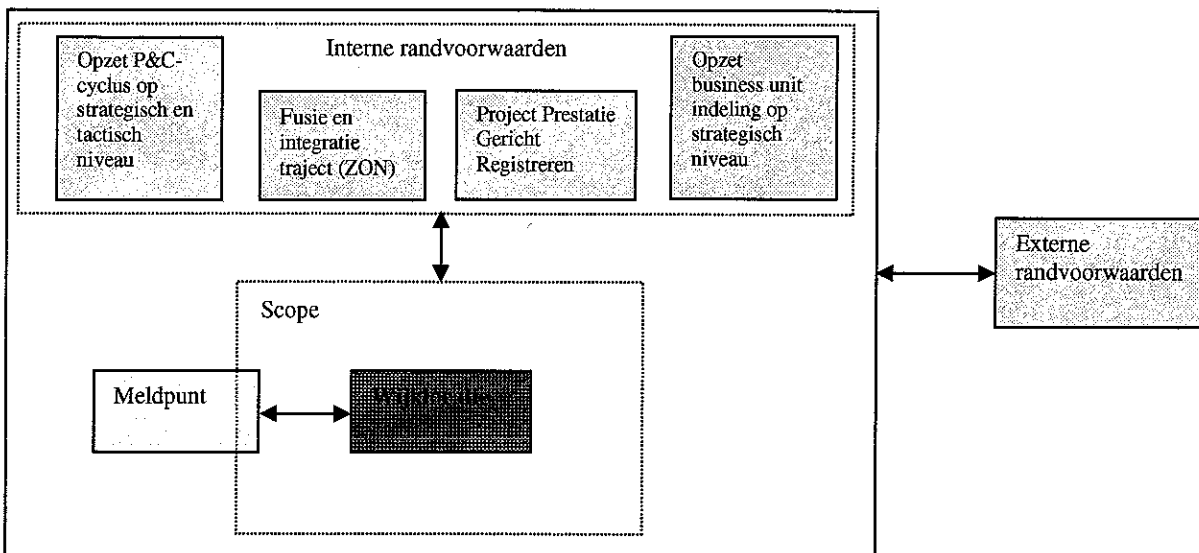 Interne randvoorwaarden
Opzet P&C-
cyclus op
strategisch en
tactisch
niveau
Fusie en
integratie
traject (ZON)
Project Prestatie
Gericht
Registreren
Opzet
business unit
indeling op
strategisch
niveau
Externe
randvoorwaarden
Scope
Meldpunt